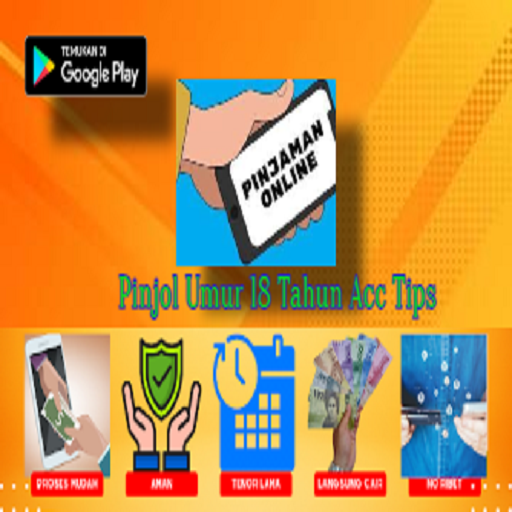 TEMUKAN DI
Google Play
PINJAMAN
ONLINE
Pinjol Umur 18 Tahun Acc Tips
PROSES MUDAH
AMAN
TENOR LAMA
LANGSUNG CAIR
NO RIBET